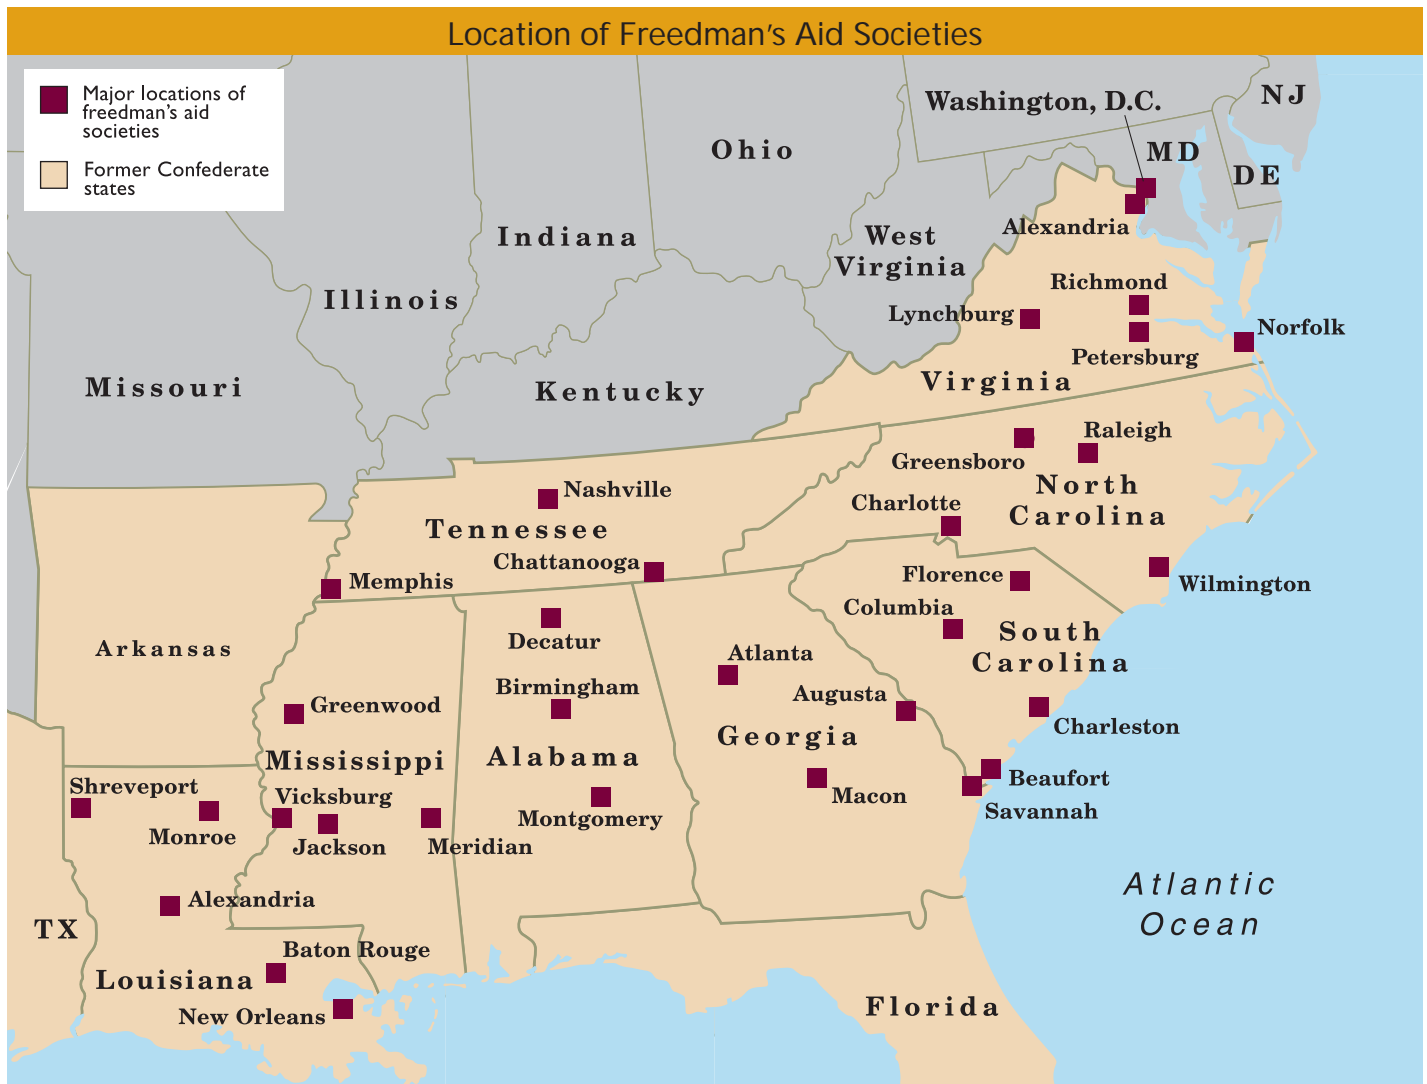 Location of Freedman's Aid Societies
Major locations of
freedman's aid
societies
Former Confederate
states
Washington, D.C.
NJ
MD
DE
Ohio
Indiana
Illinois
West
Virginia
Alexandria
Richmond
Lynchburg
Norfolk
Petersburg
Virginia
Missouri
Kentucky
Raleigh
Greensboro
North
Carolina
Charlotte
Nashville
Tennessee
Chattanooga
Memphis
Florence
Wilmington
Columbia
South
Carolina
Arkansas
Decatur
Atlanta
Birmingham
Augusta
Greenwood
Charleston
Georgia
Mississippi
Alabama
Beaufort
Shreveport
Vicksburg
Macon
Savannah
Montgomery
Monroe
Jackson
Meridian
Alexandria
Atlantic
Ocean
TX
Baton Rouge
Louisiana
New Orleans
Florida